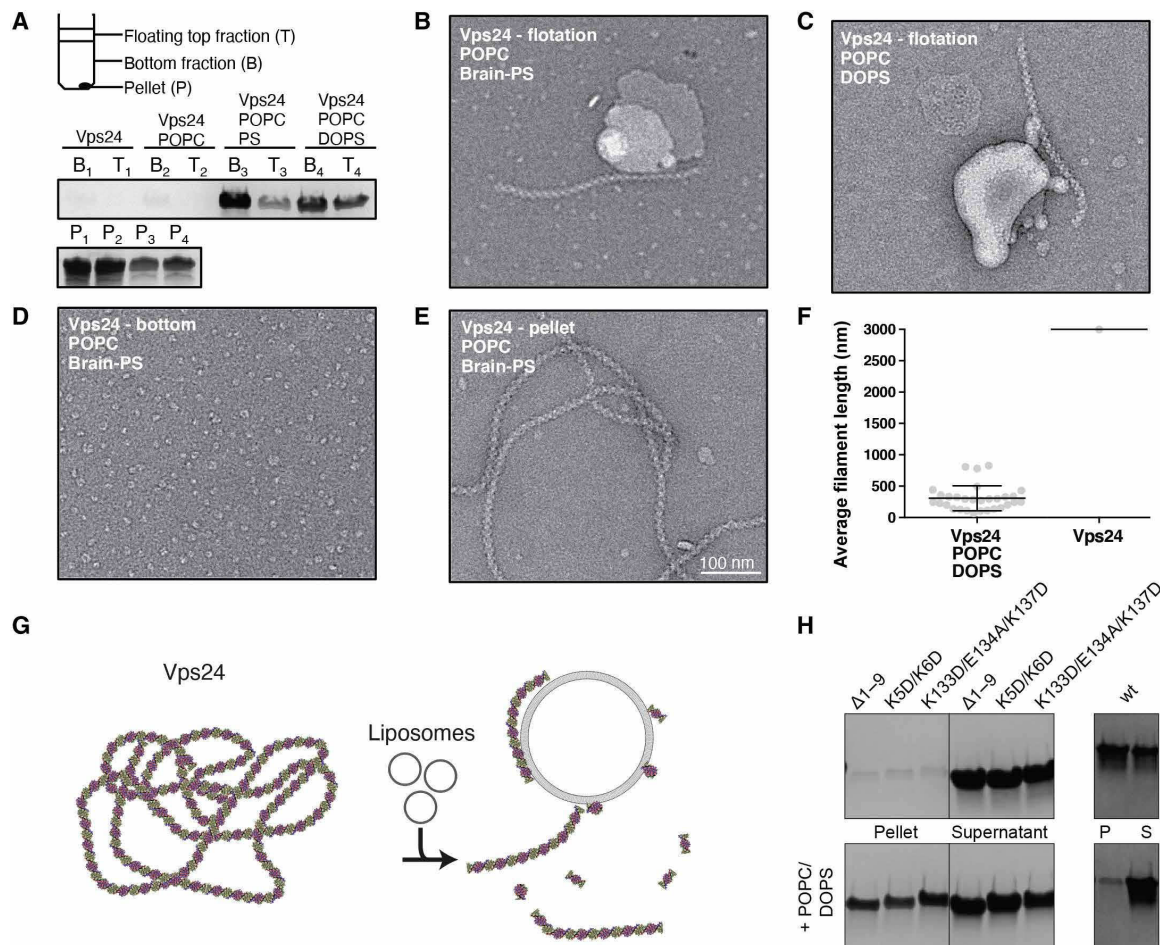 A
Floating top fraction (T)
Bottom fraction (B)
Pellet (P)
Vps24
Vps24
POPC
Vps24
POPC
PS
Vps24
POPC
DOPS
B1 T1 B2 T2 B3 T3 B4 T4
P1 P2 P3 P4
B
Vps24 - flotation
POPC
Brain-PS
C
Vps24 - flotation
POPC
DOPS
D
Vps24 - bottom
POPC
Brain-PS
E
Vps24 - pellet
POPC
Brain-PS
100 nm
F
Average filament length (nm)
3000
2500
2000
1500
1000
500
0
Vps24
POPC
DOPS
Vps24
G
Vps24
Liposomes
H
Δ1–9
K5D/K6D
K133D/E134A/K137D
Δ1–9
K5D/K6D
K133D/E134A/K137D
wt
Pellet Supernatant
P S
+ POPC/
DOPS